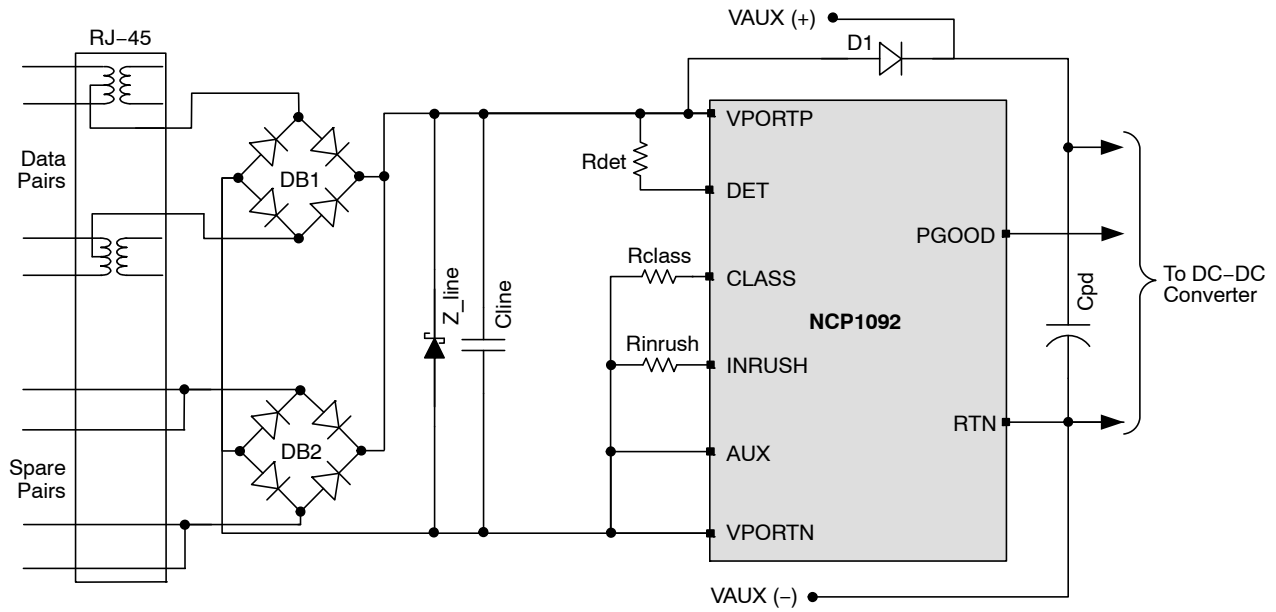 VAUX (+)
RJ−45
D1
VPORTP
Data
Pairs
Rdet
DB1
DET
PGOOD
Rclass
CLASS
Z_line
Cline
NCP1092
Cpd
To DC−DC
Converter
Rinrush
INRUSH
RTN
DB2
AUX
Spare
Pairs
VPORTN
VAUX (−)